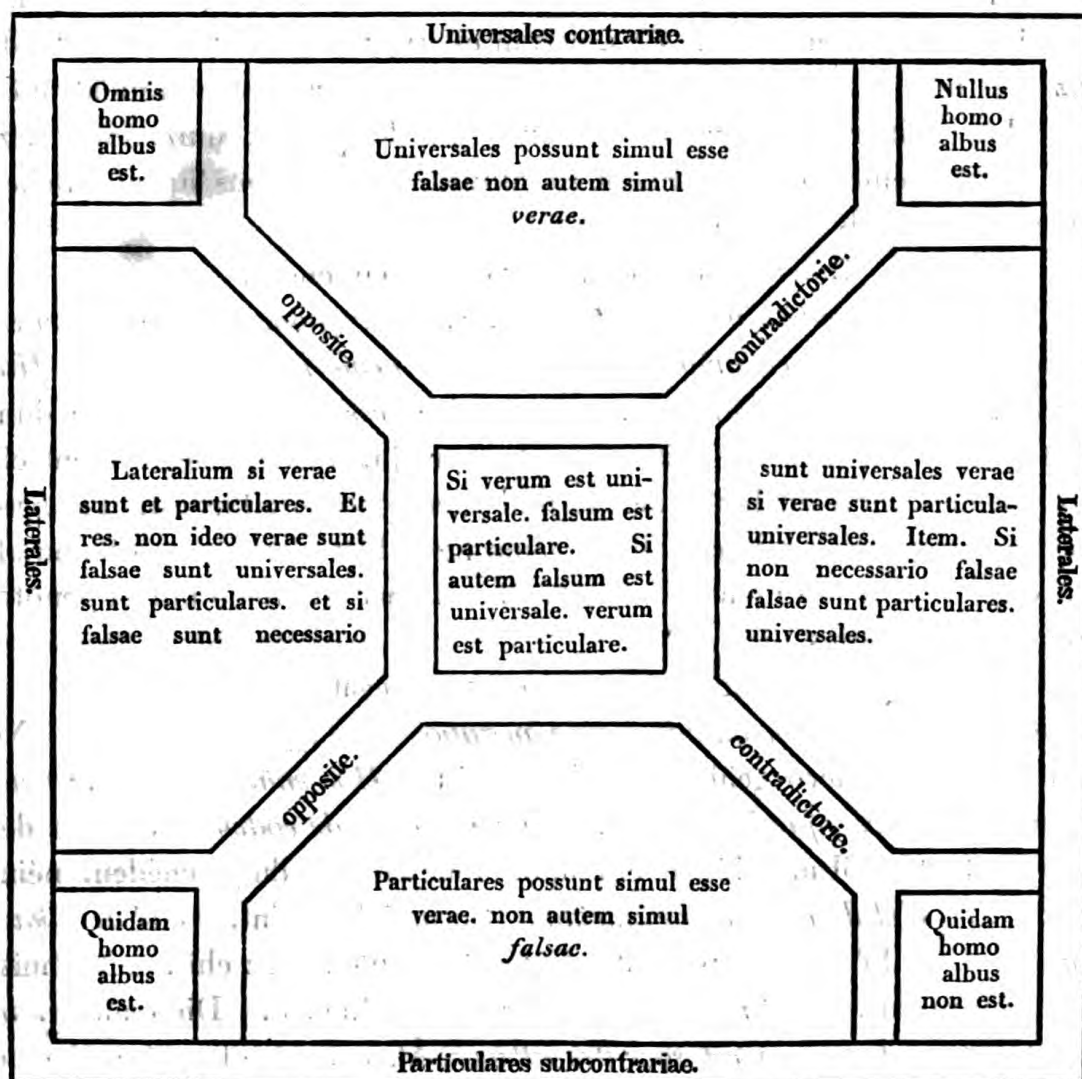 Universales contrariae.
Omnis
homo
albus
est.
Nullus
homo
albus
est.
Universales possunt simul esse
falsae non autem simul
verae.
opposite.
contradictorie.
Laterales.
Lateralium si verae
sunt et particulares. Et
res. non ideo verae sunt
falsae sunt universales.
sunt particulares. et si
falsae sunt necessario
Si verum est uni-
versale. falsum est
particulare. Si
autem falsum est
universale. verum
est particulare.
sunt universales verae
si verae sunt particula-
universales. Item. Si
non necessario falsae
falsae sunt particulares.
universales.
Laterales.
opposite.
contradictorie.
Particulares possunt simul esse
verae. non autem simul
falsae.
Quidam
homo
albus
est.
Quidam
homo
albus
non est.
Particulares subcontrariae.